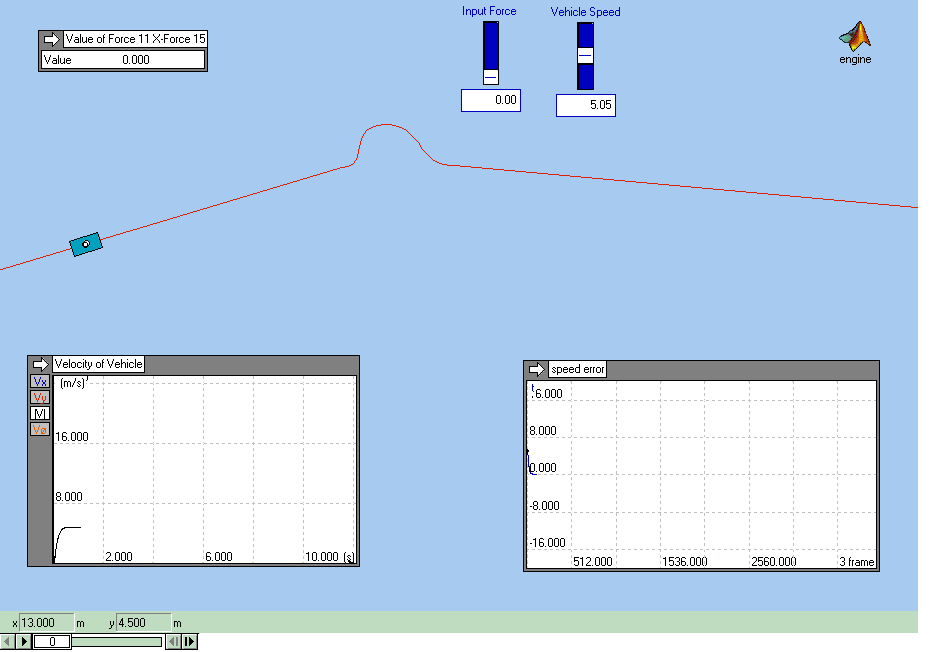 Input Force
Vehicle Speed
Value of Force 11 X-Force 15
Value 0.000
0.00
5.05
engine
Velocity of Vehicle
Vx
Vy
|V|
Vø
(m/s)
16.000
8.000
2.000 6.000 10.000 (s)
speed error
6.000
8.000
0.000
-8.000
-16.000
512.000 1536.000 2560.000 3 frame
x 13.000 m y 4.500 m
0